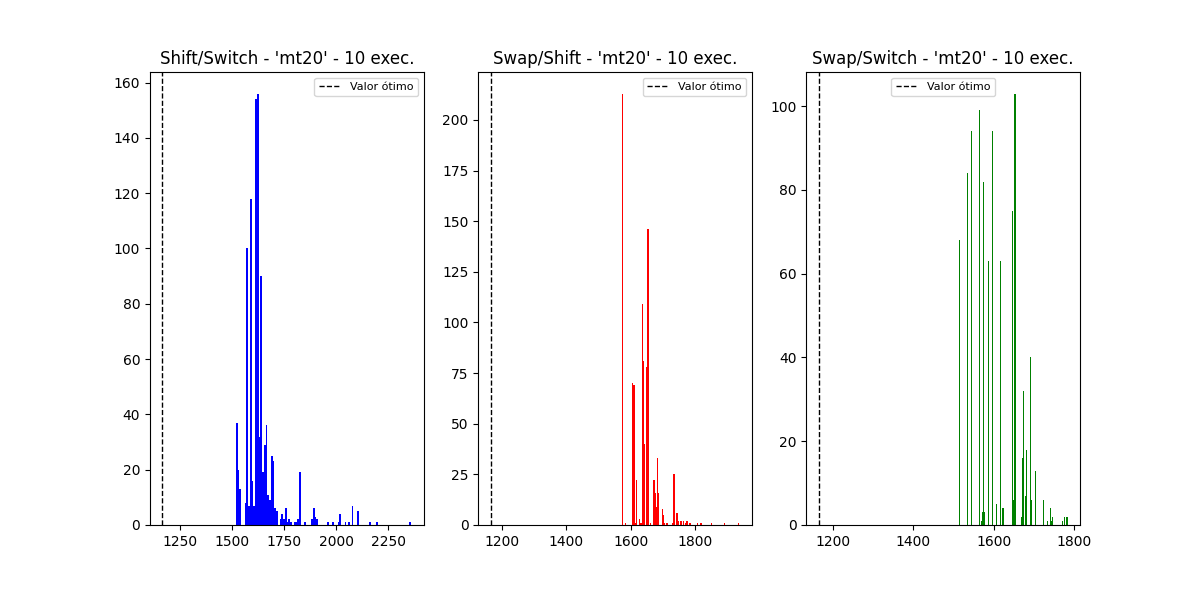 Shift/Switch - 'mt20' - 10 exec.
Valor ótimo
160
140
120
100
80
60
40
20
0
1250 1500 1750 2000 2250
Swap/Shift - 'mt20' - 10 exec.
Valor ótimo
200
175
150
125
100
75
50
25
0
1200 1400 1600 1800
Swap/Switch - 'mt20' - 10 exec.
Valor ótimo
100
80
60
40
20
0
1200 1400 1600 1800